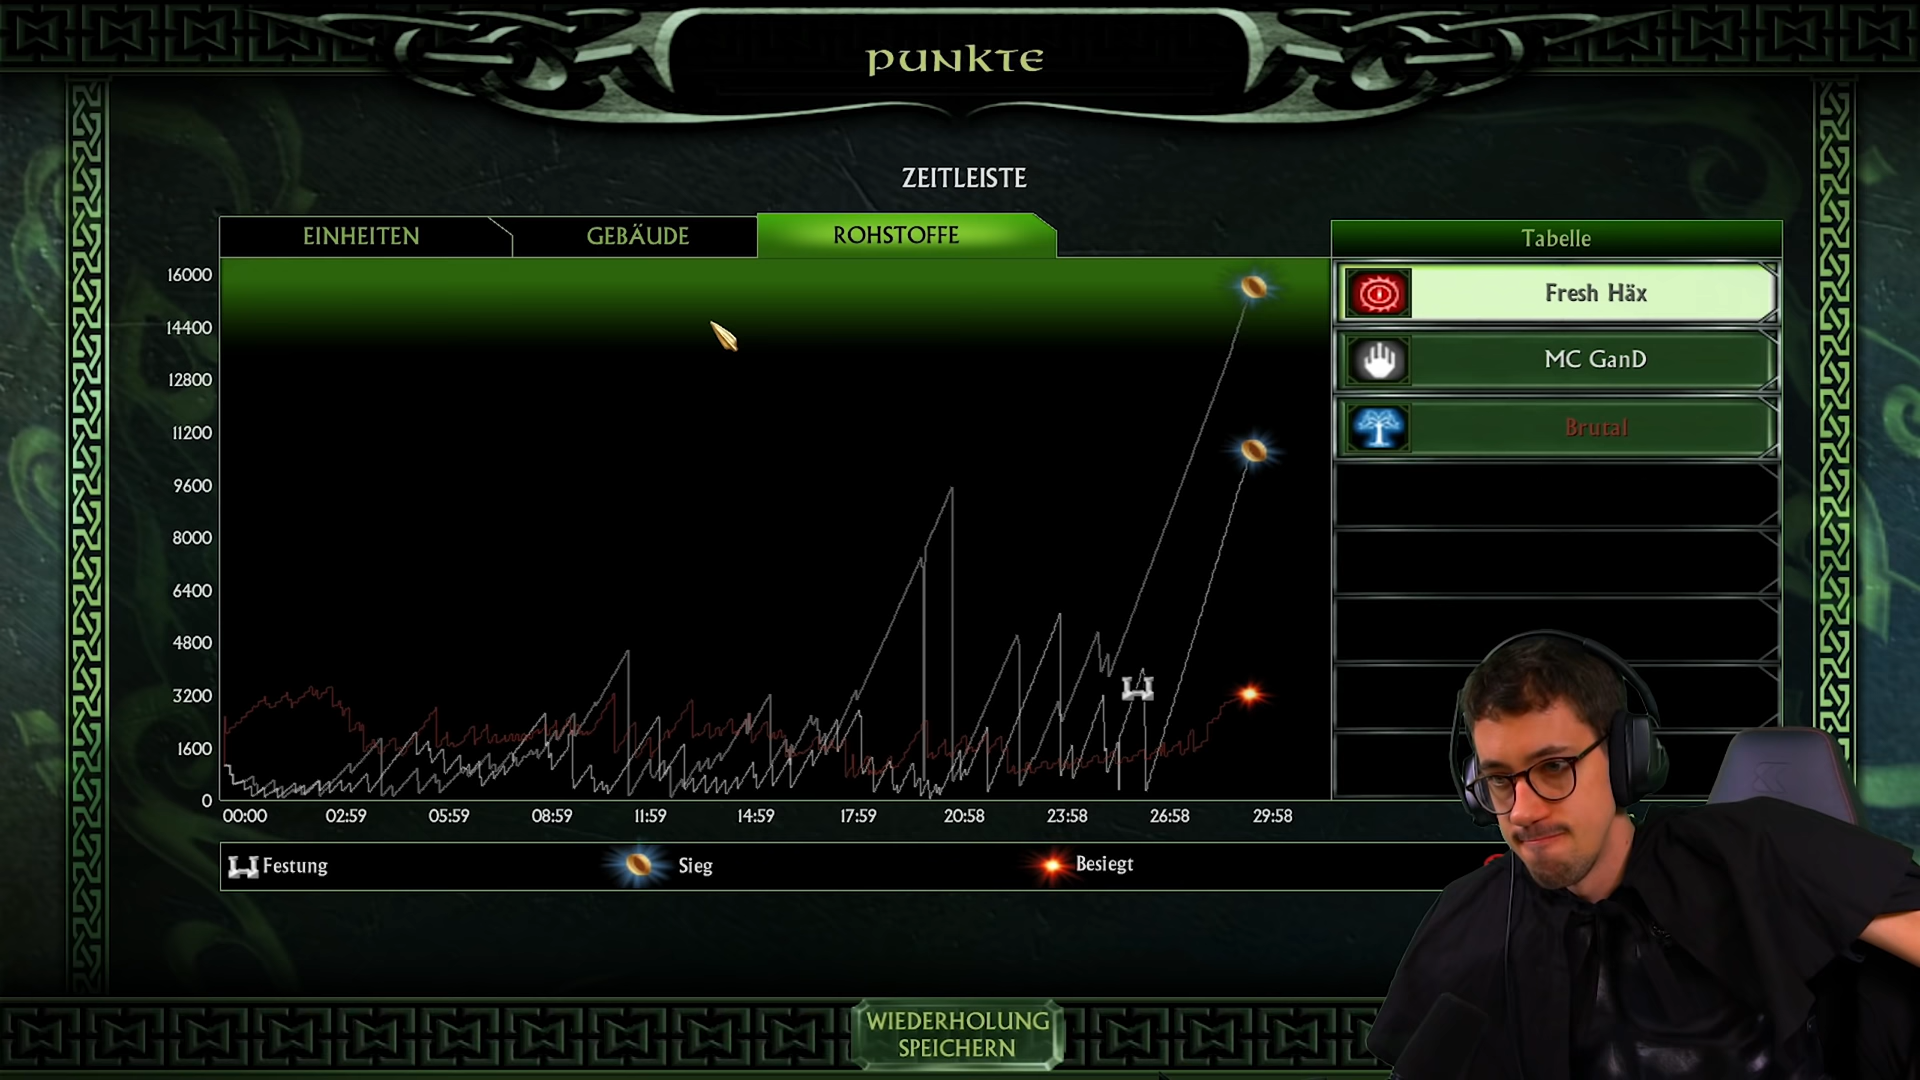 PUNKTE
ZEITLEISTE
EINHEITEN
GEBÄUDE
ROHSTOFFE
16000
14400
12800
11200
9600
8000
6400
4800
3200
1600
0
00:00
02:59
05:59
08:59
11:59
14:59
17:59
20:58
23:58
26:58
29:58
Festung
Sieg
Besiegt
Tabelle
Fresh Häx
MC GanD
Brutal
WIEDERHOLUNG
SPEICHERN